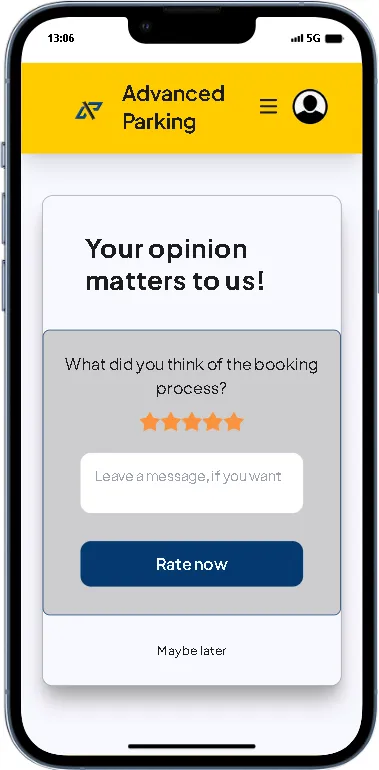 13:06
5G
Advanced
Parking
Your opinion
matters to us!
What did you think of the booking
process?
Leave a message, if you want
Rate now
Maybe later